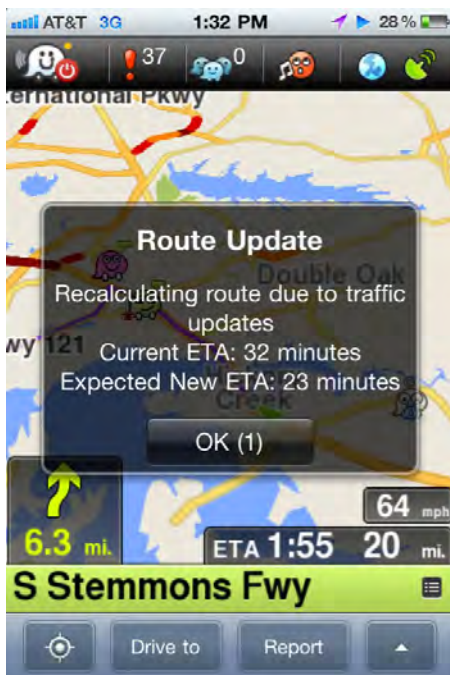 AT&T 3G 1:32 PM 28 %
37 0
ernational Pkwy
Route Update
Double Oak
Recalculating route due to traffic
updates
wy 121
Current ETA: 32 minutes
Expected New ETA: 23 minutes
Creek
OK (1)
64 mph
6.3 mi.
ETA 1:55 20 mi.
S Stemmons Fwy
Drive to Report